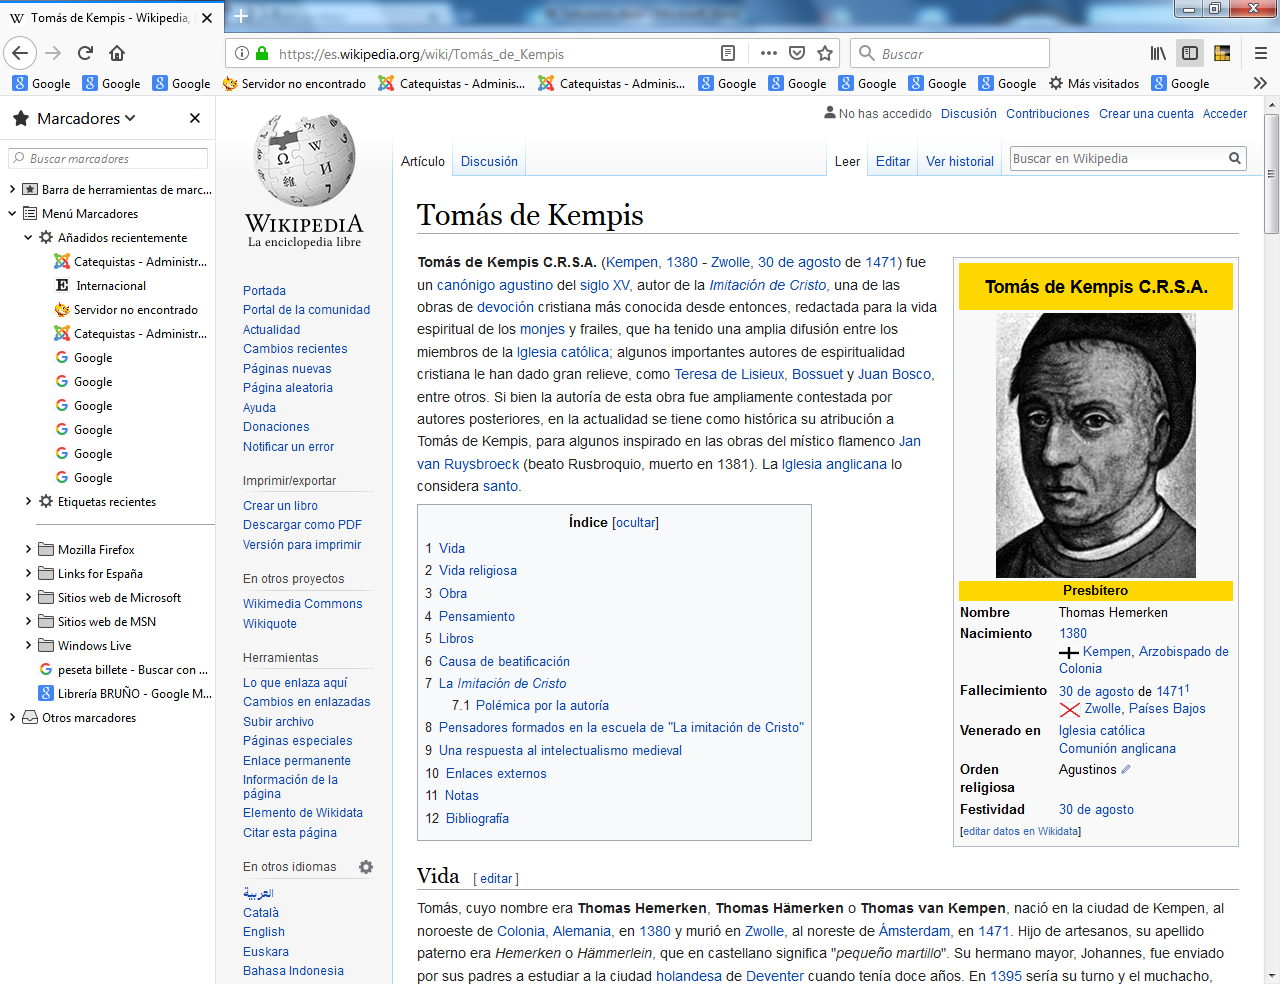 Tomás de Kempis - Wikipedia,
https://es.wikipedia.org/wiki/Tomás_de_Kempis
Buscar
Google
Google
Google
Servidor no encontrado
Catequistas - Adminis...
Catequistas - Adminis...
Google
Google
Google
Google
Google
Más visitados
Google
Marcadores
Buscar marcadores
Barra de herramientas de marc...
Menú Marcadores
Añadidos recientemente
Catequistas - Administr...
Internacional
Servidor no encontrado
Catequistas - Administr...
Google
Google
Google
Google
Google
Google
Etiquetas recientes
Mozilla Firefox
Links for España
Sitios web de Microsoft
Sitios web de MSN
Windows Live
peseta billete - Buscar con ...
Librería BRUÑO - Google M...
Otros marcadores
WIKIPEDIA
La enciclopedia libre
Portada
Portal de la comunidad
Actualidad
Cambios recientes
Páginas nuevas
Página aleatoria
Ayuda
Donaciones
Notificar un error
Imprimir/exportar
Crear un libro
Descargar como PDF
Versión para imprimir
En otros proyectos
Wikimedia Commons
Wikiquote
Herramientas
Lo que enlaza aquí
Cambios en enlazadas
Subir archivo
Páginas especiales
Enlace permanente
Información de la
página
Elemento de Wikidata
Citar esta página
En otros idiomas
العربية
Català
English
Euskara
Bahasa Indonesia
No has accedido Discusión Contribuciones Crear una cuenta Acceder
Artículo Discusión Leer Editar Ver historial Buscar en Wikipedia
Tomás de Kempis
Tomás de Kempis C.R.S.A. (Kempen, 1380 - Zwolle, 30 de agosto de 1471) fue
un canónigo agustino del siglo XV, autor de la Imitación de Cristo, una de las
obras de devoción cristiana más conocida desde entonces, redactada para la vida
espiritual de los monjes y frailes, que ha tenido una amplia difusión entre los
miembros de la Iglesia católica; algunos importantes autores de espiritualidad
cristiana le han dado gran relieve, como Teresa de Lisieux, Bossuet y Juan Bosco,
entre otros. Si bien la autoría de esta obra fue ampliamente contestada por
autores posteriores, en la actualidad se tiene como histórica su atribución a
Tomás de Kempis, para algunos inspirado en las obras del místico flamenco Jan
van Ruysbroeck (beato Rusbroquio, muerto en 1381). La Iglesia anglicana lo
considera santo.
Índice [ocultar]
1 Vida
2 Vida religiosa
3 Obra
4 Pensamiento
5 Libros
6 Causa de beatificación
7 La Imitación de Cristo
7.1 Polémica por la autoría
8 Pensadores formados en la escuela de "La imitación de Cristo"
9 Una respuesta al intelectualismo medieval
10 Enlaces externos
11 Notas
12 Bibliografía
Tomás de Kempis C.R.S.A.
Presbítero
Nombre Thomas Hemerken
Nacimiento 1380
Kempen, Arzobispado de
Colonia
Fallecimiento 30 de agosto de 1471¹
Zwolle, Países Bajos
Venerado en Iglesia católica
Comunión anglicana
Orden Agustinos
religiosa
Festividad 30 de agosto
[editar datos en Wikidata]
Vida [ editar ]
Tomás, cuyo nombre era Thomas Hemerken, Thomas Hämerken o Thomas van Kempen, nació en la ciudad de Kempen, al
noroeste de Colonia, Alemania, en 1380 y murió en Zwolle, al noreste de Ámsterdam, en 1471. Hijo de artesanos, su apellido
paterno era Hemerken o Hämmerlein, que en castellano significa "pequeño martillo". Su hermano mayor, Johannes, fue enviado
por sus padres a estudiar a la ciudad holandesa de Deventer cuando tenía doce años. En 1395 sería su turno y el muchacho,